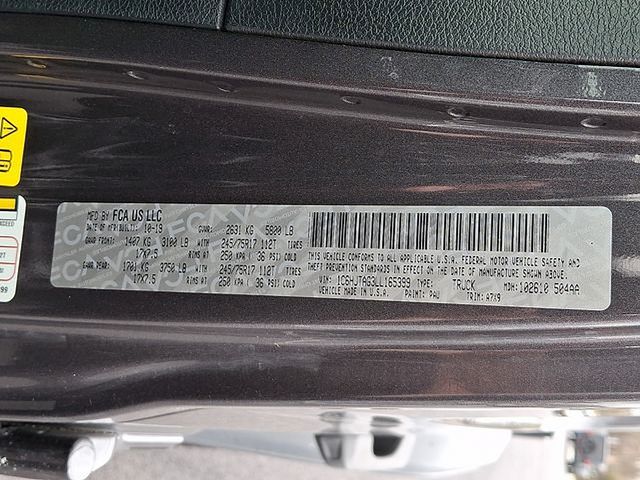 MFD BY FCA US LLC
DATE OF MFR(BUILT): 10-19 GVWR: 2631 KG 5800 LB
GAWR FRONT: 1407 KG 3100 LB WITH 245/75R17 112T TIRES
17X7.5 RIMS AT 250 KPA( 36 PSI) COLD
GAWR REAR: 1701 KG 3750 LB WITH 245/75R17 112T TIRES
17X7.5 RIMS AT 250 KPA( 36 PSI) COLD
THIS VEHICLE CONFORMS TO ALL APPLICABLE U.S.A. FEDERAL MOTOR VEHICLE SAFETY AND
THEFT PREVENTION STANDARDS IN EFFECT ON THE DATE OF MANUFACTURE SHOWN ABOVE.
VIN: 1C6HJTAG3LL165399 TYPE: TRUCK MDH: 102610 504AA
VEHICLE MADE IN U.S.A. PAINT: PAU TRIM: A7X9